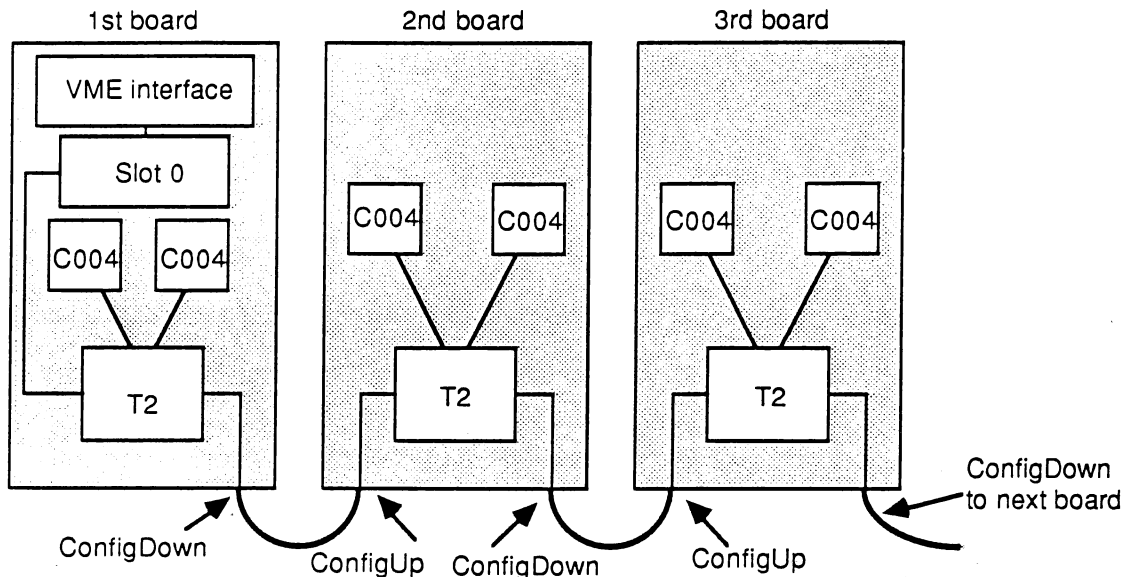 1st board
2nd board
3rd board
VME interface
Slot 0
C004
C004
C004
C004
C004
C004
T2
T2
T2
ConfigDown
ConfigUp
ConfigDown
ConfigUp
ConfigDown
to next board